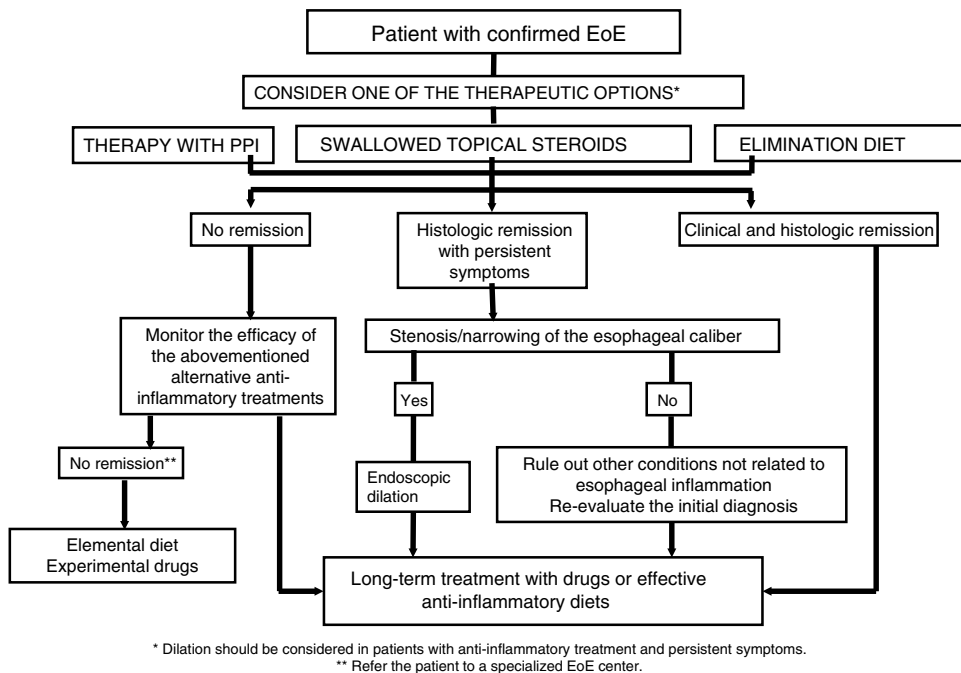 Patient with confirmed EoE
CONSIDER ONE OF THE THERAPEUTIC OPTIONS*
THERAPY WITH PPI
SWALLOWED TOPICAL STEROIDS
ELIMINATION DIET
No remission
Histologic remission
with persistent
symptoms
Clinical and histologic remission
Monitor the efficacy of
the abovementioned
alternative anti-
inflammatory treatments
Stenosis/narrowing of the esophageal caliber
Yes
No
No remission**
Endoscopic
dilation
Rule out other conditions not related to
esophageal inflammation
Re-evaluate the initial diagnosis
Elemental diet
Experimental drugs
Long-term treatment with drugs or effective
anti-inflammatory diets
* Dilation should be considered in patients with anti-inflammatory treatment and persistent symptoms.
** Refer the patient to a specialized EoE center.